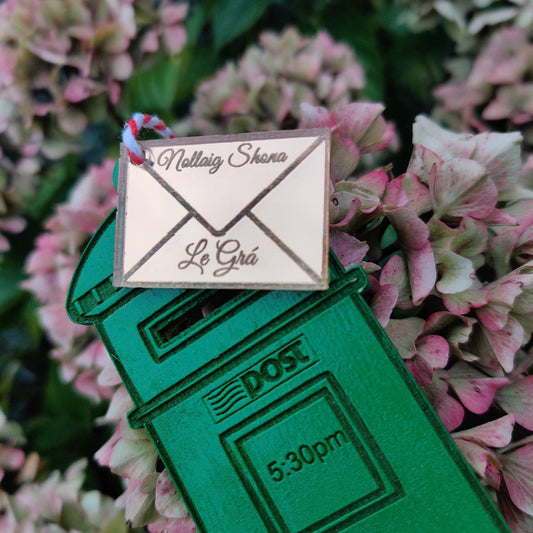 Nollaig Shona
Le Grá
post
5:30pm